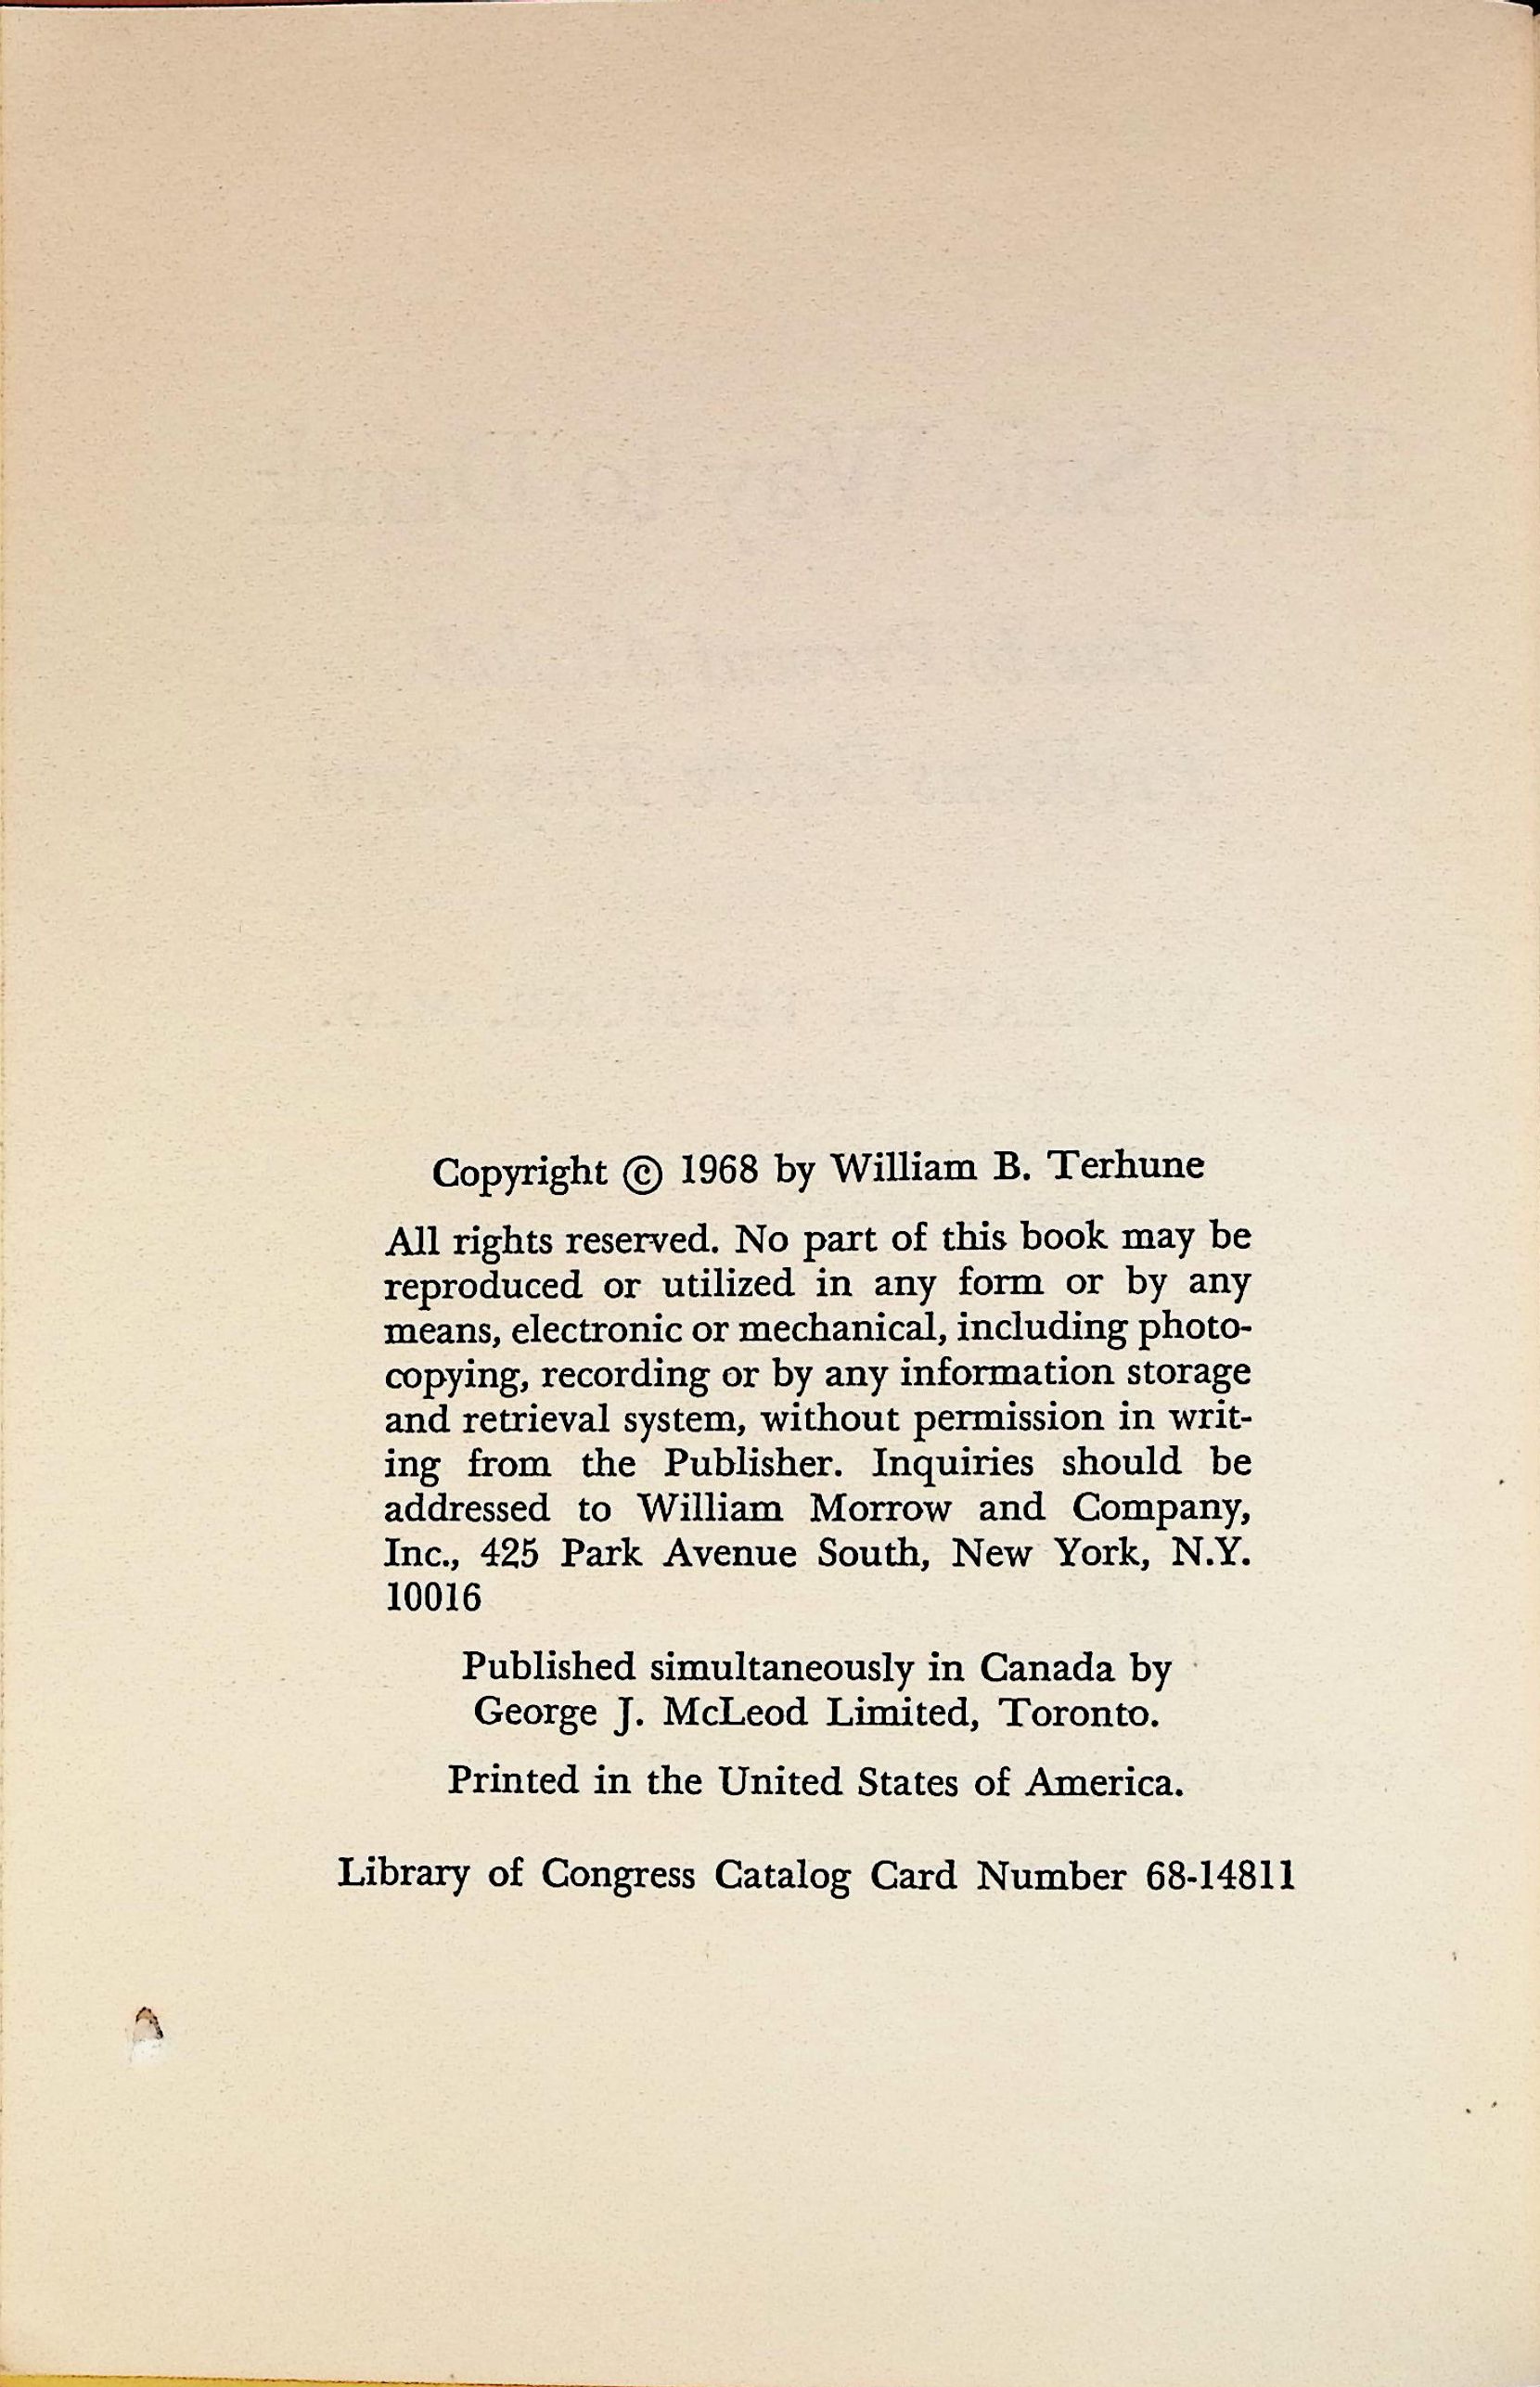 Copyright © 1968 by William B. Terhune
All rights reserved. No part of this book may be
reproduced or utilized in any form or by any
means, electronic or mechanical, including photo-
copying, recording or by any information storage
and retrieval system, without permission in writ-
ing from the Publisher. Inquiries should be
addressed to William Morrow and Company,
Inc., 425 Park Avenue South, New York, N.Y.
10016
Published simultaneously in Canada by
George J. McLeod Limited, Toronto.
Printed in the United States of America.
Library of Congress Catalog Card Number 68-14811